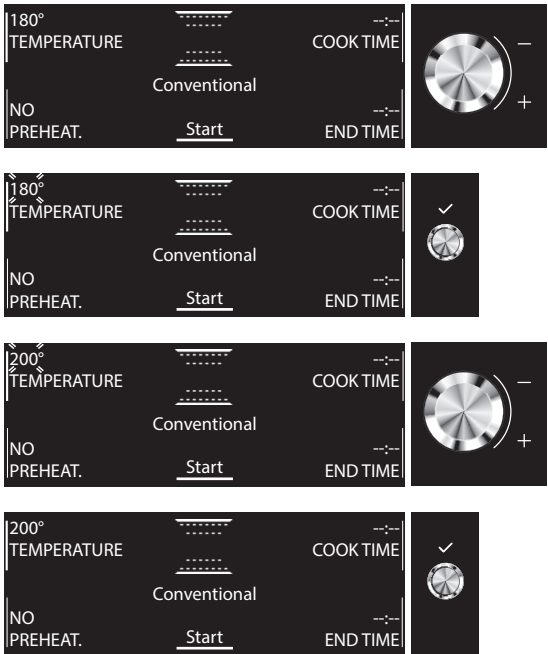 180° --:--
TEMPERATURE COOK TIME
Conventional
NO --:--
PREHEAT. Start END TIME
− +
180° --:--
TEMPERATURE COOK TIME
Conventional
NO --:--
PREHEAT. Start END TIME
200° --:--
TEMPERATURE COOK TIME
Conventional
NO --:--
PREHEAT. Start END TIME
− +
200° --:--
TEMPERATURE COOK TIME
Conventional
NO --:--
PREHEAT. Start END TIME